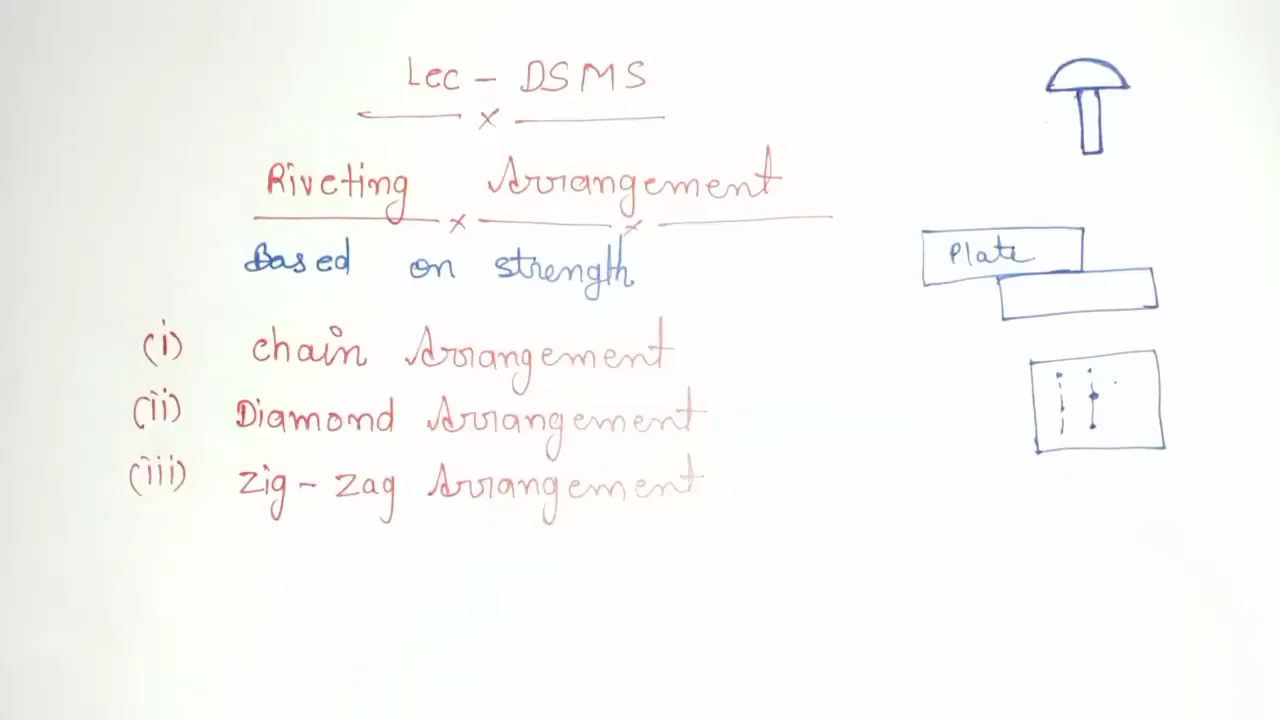 Lec - DSMS
Riveting Arrangement
Based on strength
(i) chain Arrangement
(ii) Diamond Arrangement
(iii) Zig - Zag Arrangement
Plate